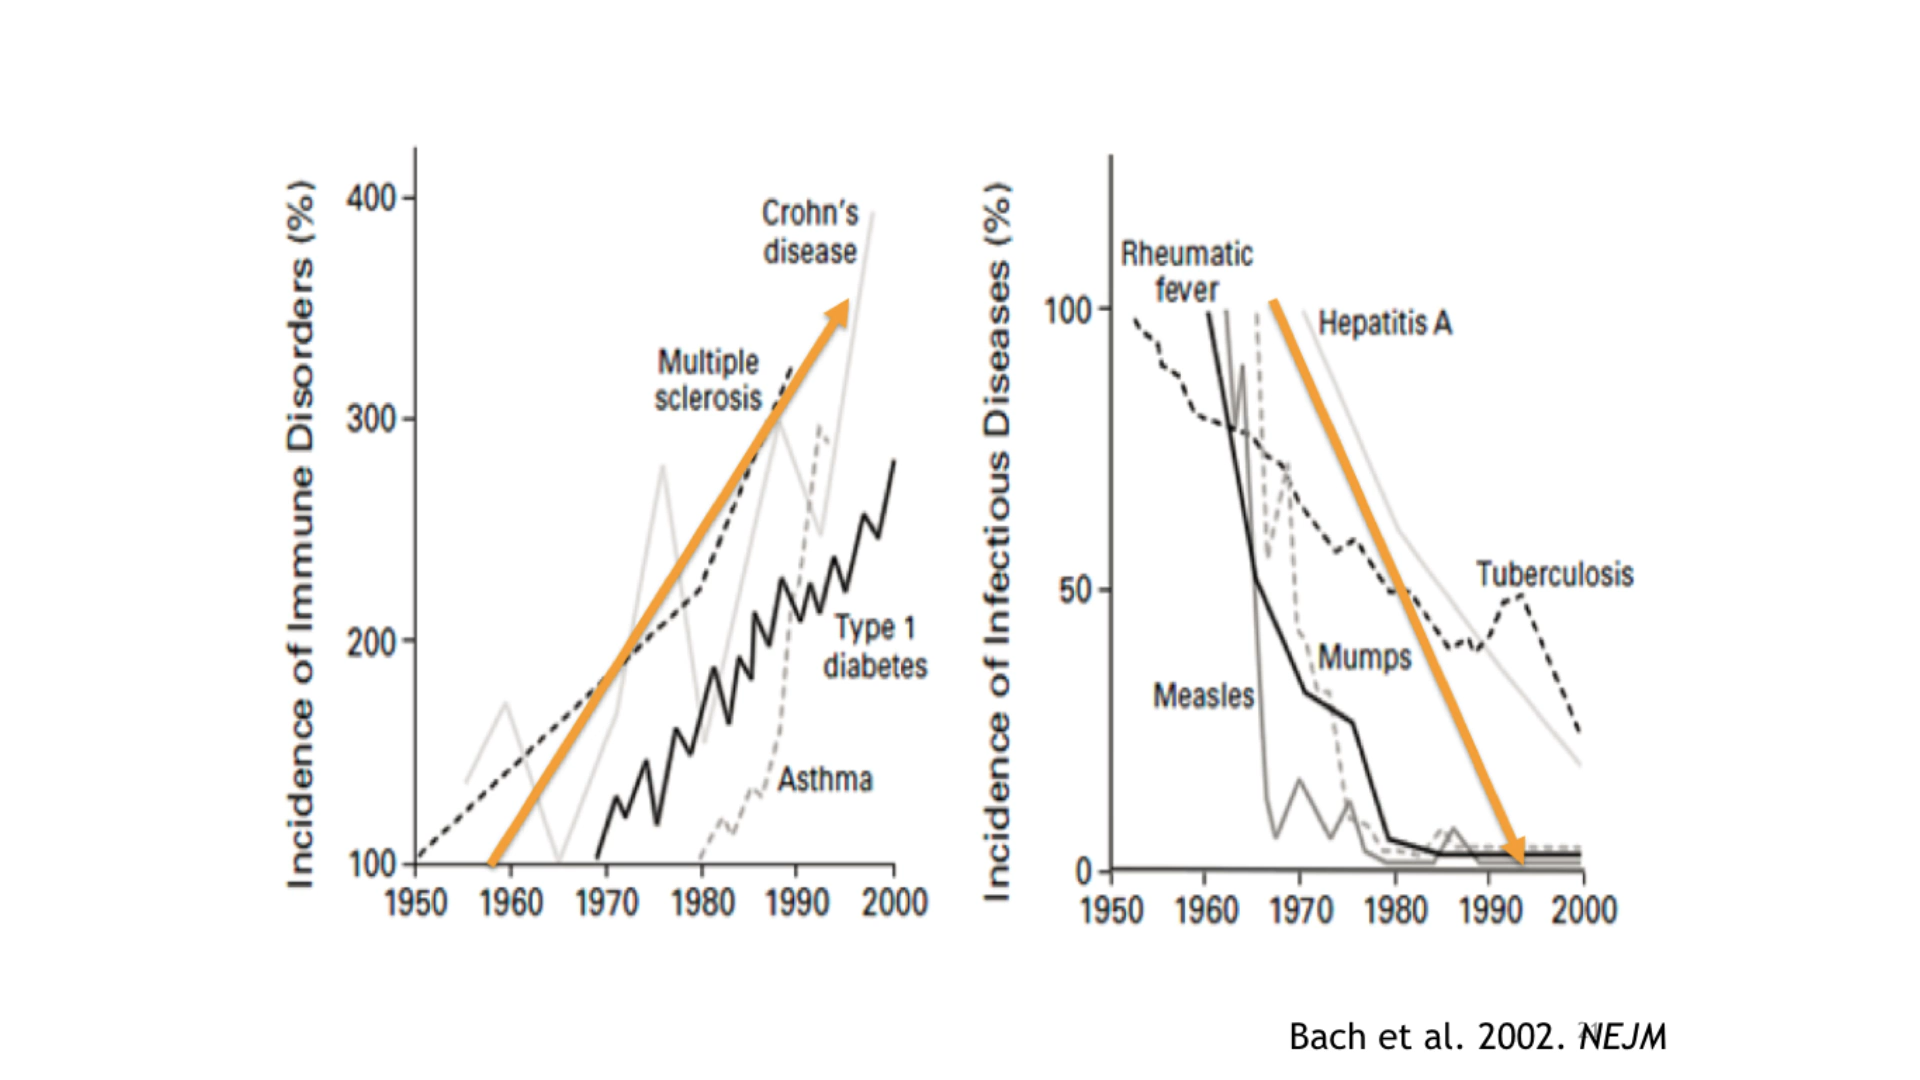 Incidence of Immune Disorders (%)
400
300
200
100
1950 1960 1970 1980 1990 2000
Crohn's
disease
Multiple
sclerosis
Type 1
diabetes
Asthma
Incidence of Infectious Diseases (%)
100
50
0
1950 1960 1970 1980 1990 2000
Rheumatic
fever
Hepatitis A
Tuberculosis
Mumps
Measles
Bach et al. 2002. NEJM